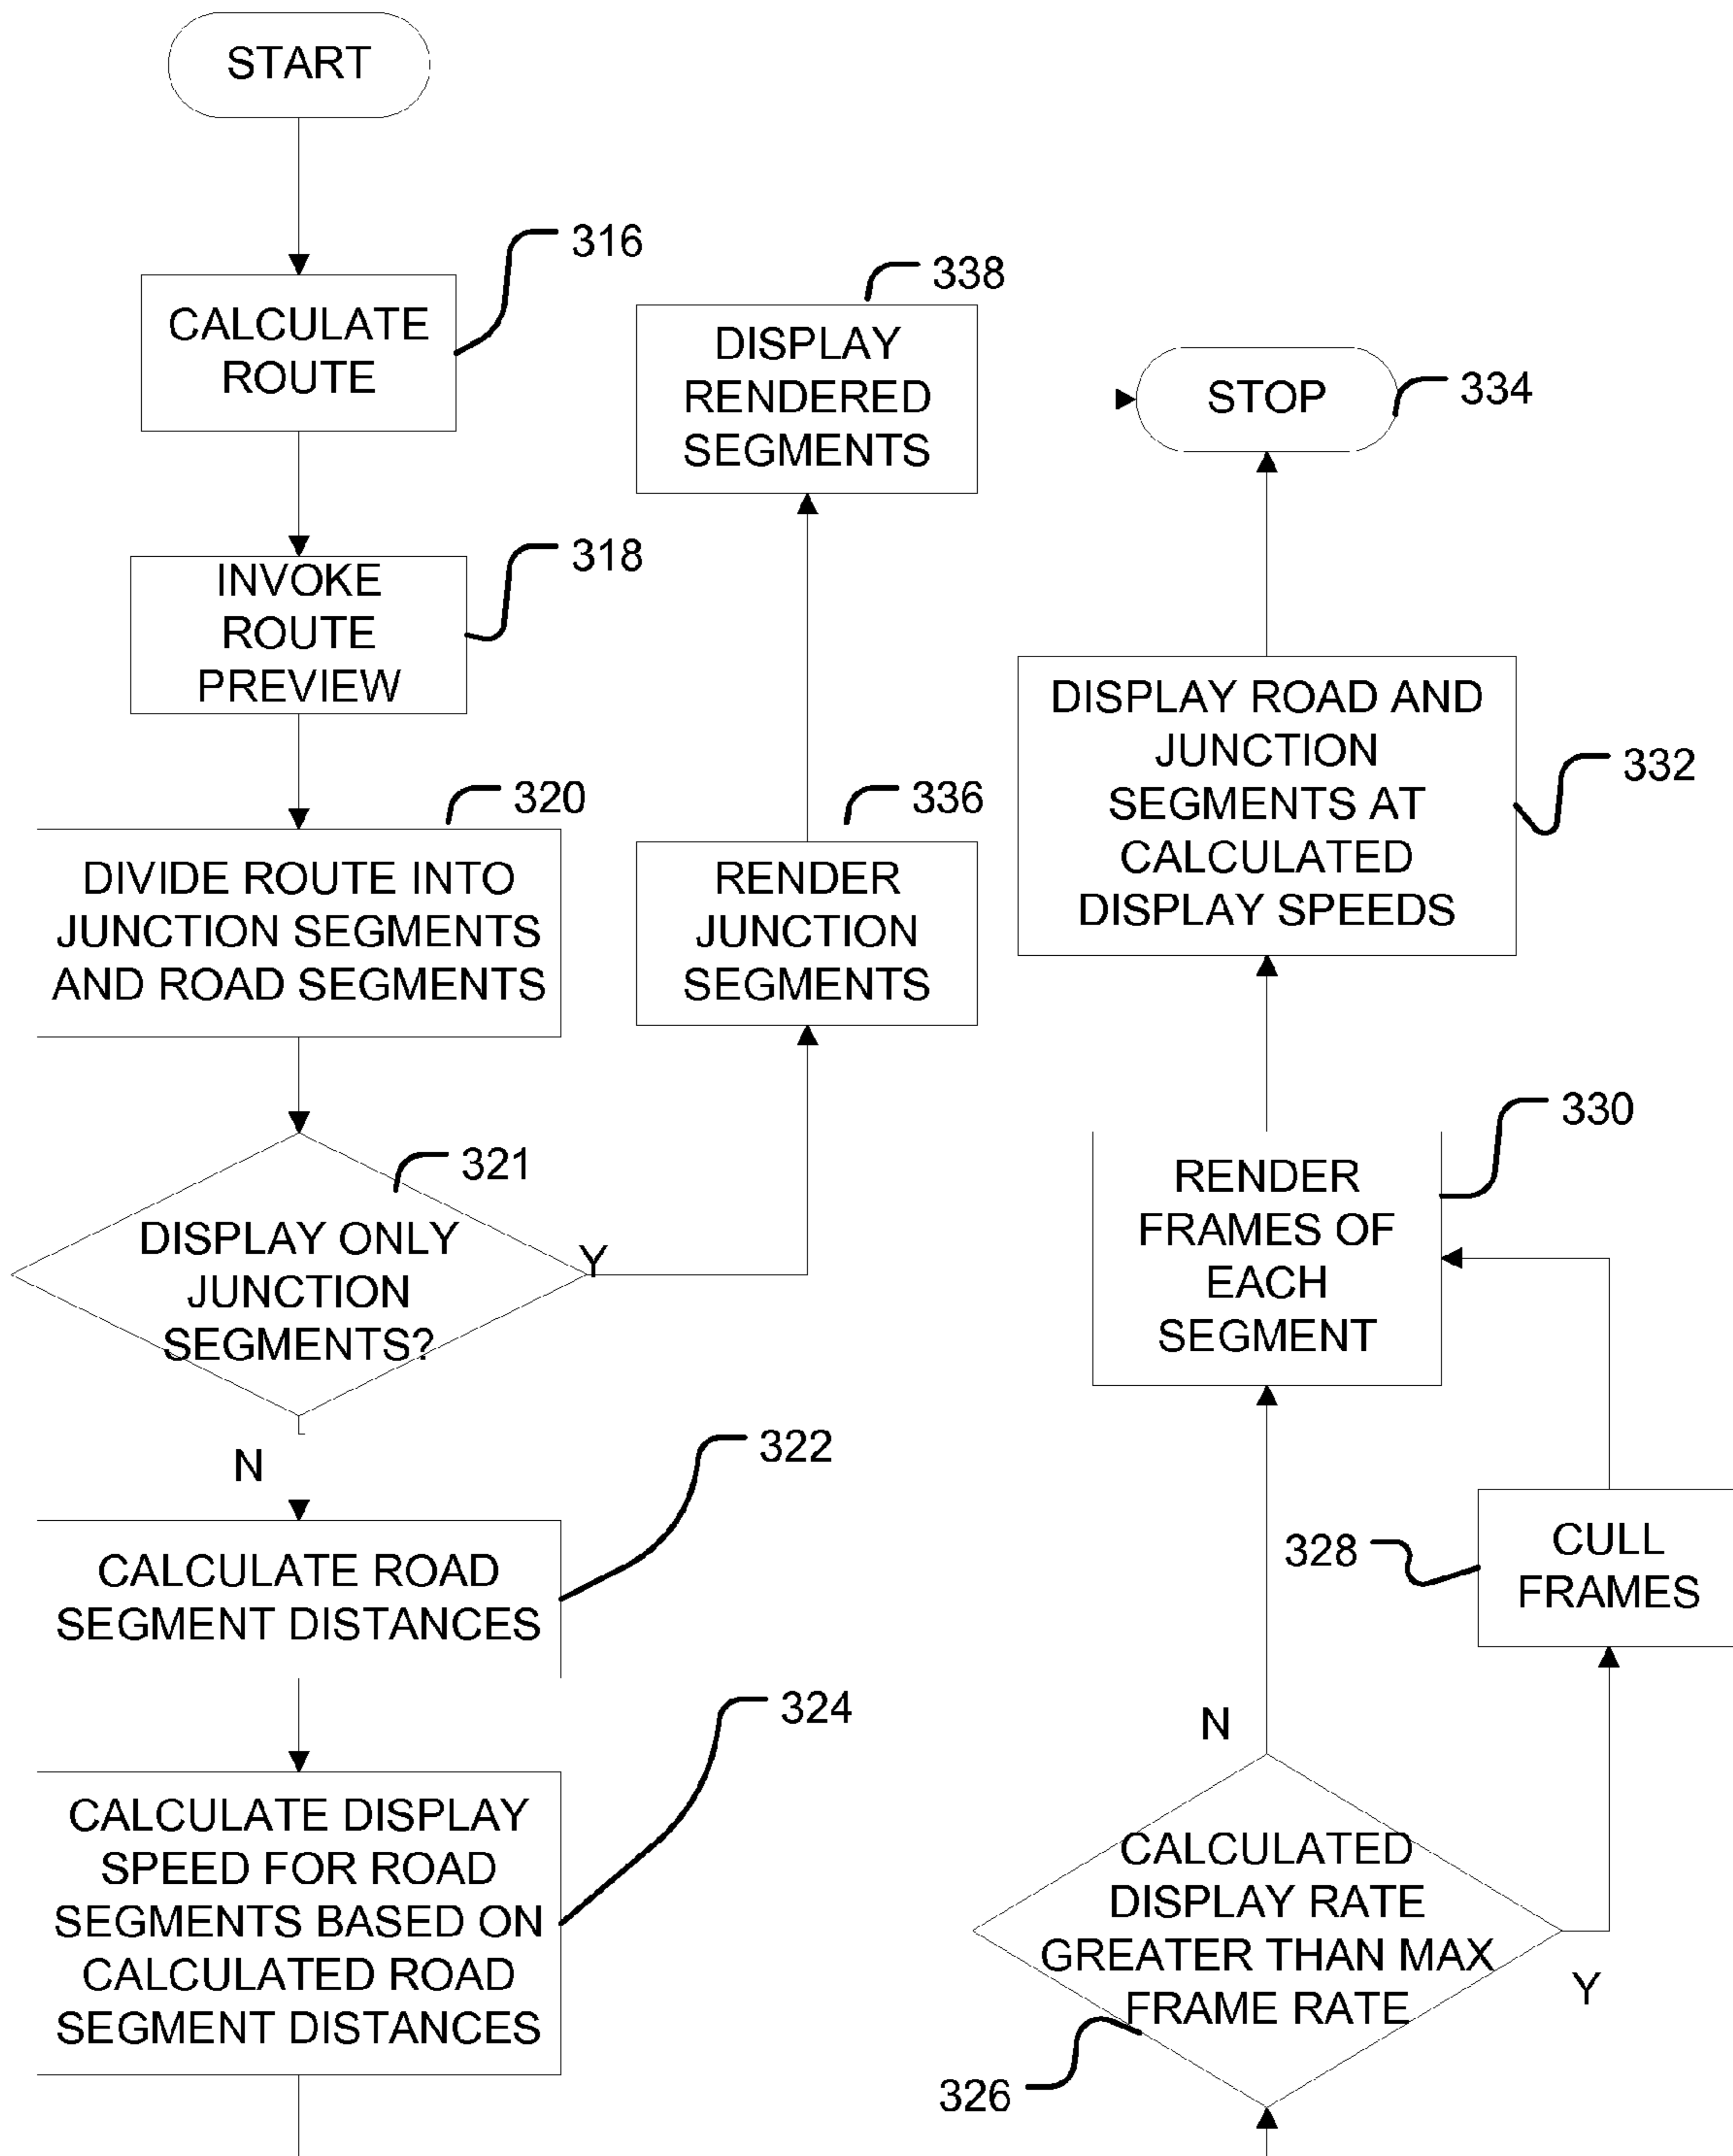 START
316
CALCULATE
ROUTE
318
INVOKE
ROUTE
PREVIEW
320
DIVIDE ROUTE INTO
JUNCTION SEGMENTS
AND ROAD SEGMENTS
321
DISPLAY ONLY
JUNCTION
SEGMENTS?
Y
N
322
CALCULATE ROAD
SEGMENT DISTANCES
324
CALCULATE DISPLAY
SPEED FOR ROAD
SEGMENTS BASED ON
CALCULATED ROAD
SEGMENT DISTANCES
338
DISPLAY
RENDERED
SEGMENTS
336
RENDER
JUNCTION
SEGMENTS
STOP
334
DISPLAY ROAD AND
JUNCTION
SEGMENTS AT
CALCULATED
DISPLAY SPEEDS
332
330
RENDER
FRAMES OF
EACH
SEGMENT
328
CULL
FRAMES
N
CALCULATED
DISPLAY RATE
GREATER THAN MAX
FRAME RATE
Y
326